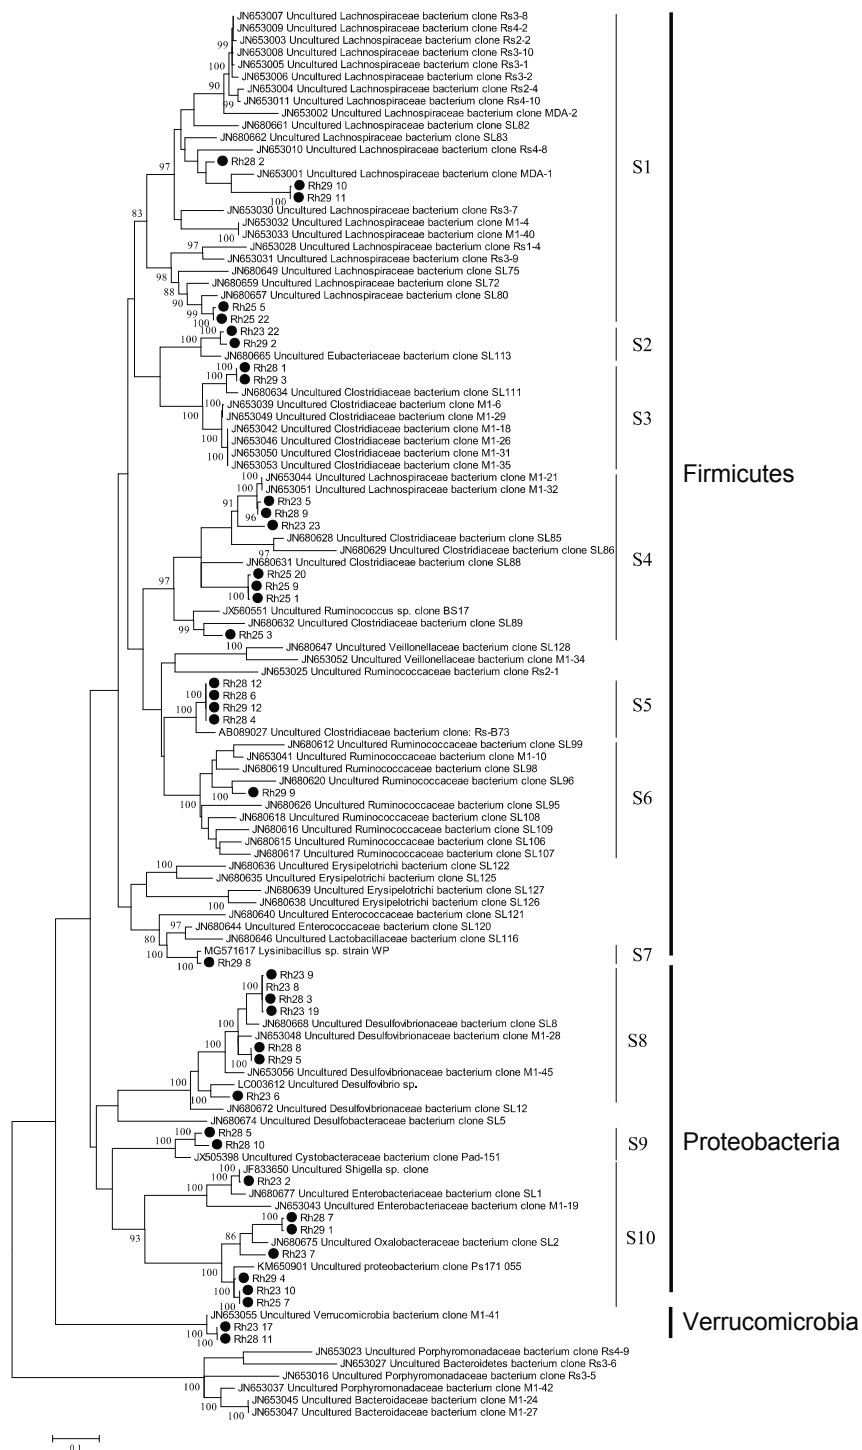 JN653007 Uncultured Lachnospiraceae bacterium clone Rs3-8
JN653009 Uncultured Lachnospiraceae bacterium clone Rs4-2
99
JN653003 Uncultured Lachnospiraceae bacterium clone Rs2-2
JN653008 Uncultured Lachnospiraceae bacterium clone Rs3-10
100
JN653005 Uncultured Lachnospiraceae bacterium clone Rs3-1
JN653006 Uncultured Lachnospiraceae bacterium clone Rs3-2
90
JN653004 Uncultured Lachnospiraceae bacterium clone Rs2-4
99
JN653011 Uncultured Lachnospiraceae bacterium clone Rs4-10
JN653002 Uncultured Lachnospiraceae bacterium clone MDA-2
JN680661 Uncultured Lachnospiraceae bacterium clone SL82
JN680662 Uncultured Lachnospiraceae bacterium clone SL83
JN653010 Uncultured Lachnospiraceae bacterium clone Rs4-8
97
Rh28 2
S1
JN653001 Uncultured Lachnospiraceae bacterium clone MDA-1
Rh29 10
100
Rh29 11
JN653030 Uncultured Lachnospiraceae bacterium clone Rs3-7
83
JN653032 Uncultured Lachnospiraceae bacterium clone M1-4
100
JN653033 Uncultured Lachnospiraceae bacterium clone M1-40
97
JN653028 Uncultured Lachnospiraceae bacterium clone Rs1-4
JN653031 Uncultured Lachnospiraceae bacterium clone Rs3-9
98
JN680649 Uncultured Lachnospiraceae bacterium clone SL75
JN680659 Uncultured Lachnospiraceae bacterium clone SL72
88
JN680657 Uncultured Lachnospiraceae bacterium clone SL80
90
Rh25 5
99
Rh25 22
100
100
Rh23 22
100
Rh29 2
S2
JN680665 Uncultured Eubacteriaceae bacterium clone SL113
100
Rh28 1
Rh29 3
100
JN680634 Uncultured Clostridiaceae bacterium clone SL111
JN653039 Uncultured Clostridiaceae bacterium clone M1-6
100
JN653049 Uncultured Clostridiaceae bacterium clone M1-29
S3
JN653042 Uncultured Clostridiaceae bacterium clone M1-18
100
JN653046 Uncultured Clostridiaceae bacterium clone M1-26
JN653050 Uncultured Clostridiaceae bacterium clone M1-31
JN653053 Uncultured Clostridiaceae bacterium clone M1-35
Firmicutes
100
JN653044 Uncultured Lachnospiraceae bacterium clone M1-21
100
JN653051 Uncultured Lachnospiraceae bacterium clone M1-32
91
Rh23 5
96
Rh28 9
Rh23 23
JN680628 Uncultured Clostridiaceae bacterium clone SL85
97
JN680629 Uncultured Clostridiaceae bacterium clone SL86
S4
JN680631 Uncultured Clostridiaceae bacterium clone SL88
97
Rh25 20
Rh25 9
100
Rh25 1
JX560551 Uncultured Ruminococcus sp. clone BS17
JN680632 Uncultured Clostridiaceae bacterium clone SL89
99
Rh25 3
100
JN680647 Uncultured Veillonellaceae bacterium clone SL128
JN653052 Uncultured Veillonellaceae bacterium clone M1-34
JN653025 Uncultured Ruminococcaceae bacterium clone Rs2-1
Rh28 12
100
Rh28 6
Rh29 12
S5
100
Rh28 4
AB089027 Uncultured Clostridiaceae bacterium clone: Rs-B73
JN680612 Uncultured Ruminococcaceae bacterium clone SL99
JN653041 Uncultured Ruminococcaceae bacterium clone M1-10
JN680619 Uncultured Ruminococcaceae bacterium clone SL98
JN680620 Uncultured Ruminococcaceae bacterium clone SL96
Rh29 9
S6
100
JN680626 Uncultured Ruminococcaceae bacterium clone SL95
JN680618 Uncultured Ruminococcaceae bacterium clone SL108
JN680616 Uncultured Ruminococcaceae bacterium clone SL109
JN680615 Uncultured Ruminococcaceae bacterium clone SL106
JN680617 Uncultured Ruminococcaceae bacterium clone SL107
100
JN680636 Uncultured Erysipelotrichi bacterium clone SL122
JN680635 Uncultured Erysipelotrichi bacterium clone SL125
JN680639 Uncultured Erysipelotrichi bacterium clone SL127
100
JN680638 Uncultured Erysipelotrichi bacterium clone SL126
JN680640 Uncultured Enterococcaceae bacterium clone SL121
97
JN680644 Uncultured Enterococcaceae bacterium clone SL120
80
JN680646 Uncultured Lactobacillaceae bacterium clone SL116
100
MG571617 Lysinibacillus sp. strain WP
S7
100
Rh29 8
Rh23 9
Rh23 8
100
Rh28 3
Rh23 19
100
JN680668 Uncultured Desulfovibrionaceae bacterium clone SL8
JN653048 Uncultured Desulfovibrionaceae bacterium clone M1-28
S8
100
Rh28 8
100
Rh29 5
JN653056 Uncultured Desulfovibrionaceae bacterium clone M1-45
100
LC003612 Uncultured Desulfovibrio sp.
100
Rh23 6
JN680672 Uncultured Desulfovibrionaceae bacterium clone SL12
JN680674 Uncultured Desulfobacteraceae bacterium clone SL5
100
Rh28 5
100
Rh28 10
S9
Proteobacteria
JX505398 Uncultured Cystobacteraceae bacterium clone Pad-151
100
JF833650 Uncultured Shigella sp. clone
100
Rh23 2
JN680677 Uncultured Enterobacteriaceae bacterium clone SL1
JN653043 Uncultured Enterobacteriaceae bacterium clone M1-19
100
Rh28 7
86
Rh29 1
93
S10
JN680675 Uncultured Oxalobacteraceae bacterium clone SL2
Rh23 7
100
KM650901 Uncultured proteobacterium clone Ps171 055
Rh29 4
100
Rh23 10
100
Rh25 7
JN653055 Uncultured Verrucomicrobia bacterium clone M1-41
100
Rh23 17
Verrucomicrobia
100
Rh28 11
JN653023 Uncultured Porphyromonadaceae bacterium clone Rs4-9
JN653027 Uncultured Bacteroidetes bacterium clone Rs3-6
JN653016 Uncultured Porphyromonadaceae bacterium clone Rs3-5
100
JN653037 Uncultured Porphyromonadaceae bacterium clone M1-42
JN653045 Uncultured Bacteroidaceae bacterium clone M1-24
100
JN653047 Uncultured Bacteroidaceae bacterium clone M1-27
0.1